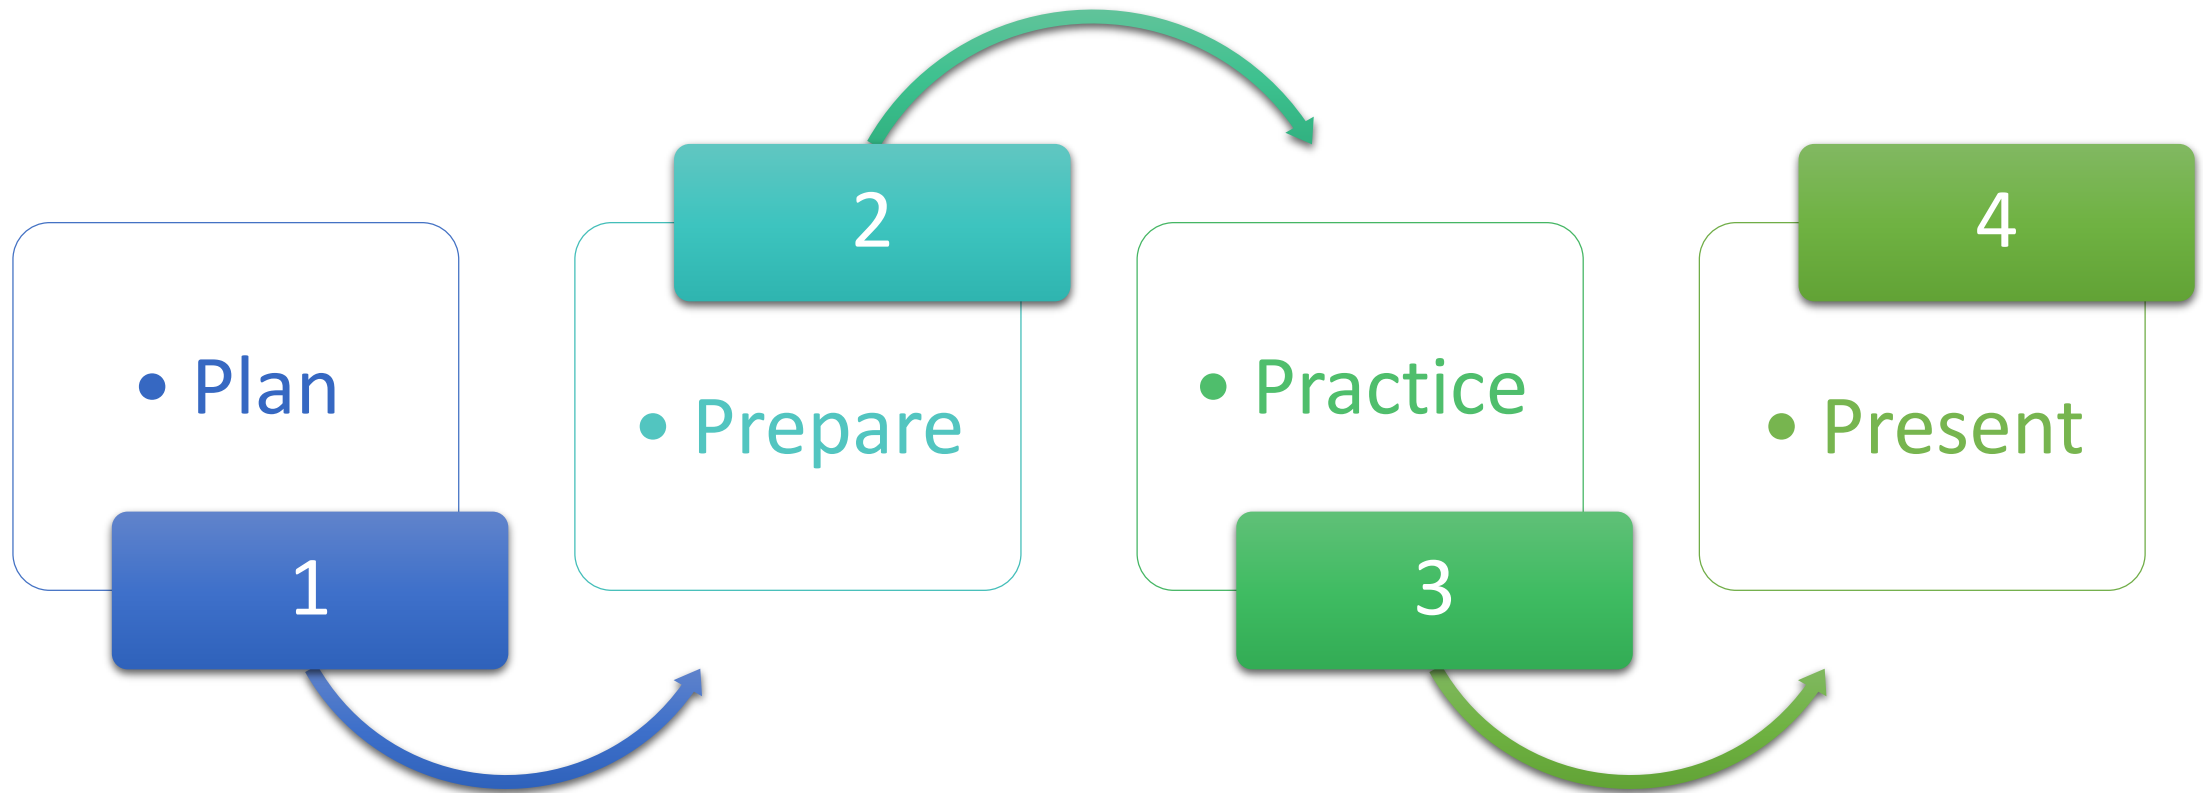 • Plan
1
2
• Prepare
• Practice
3
4
• Present